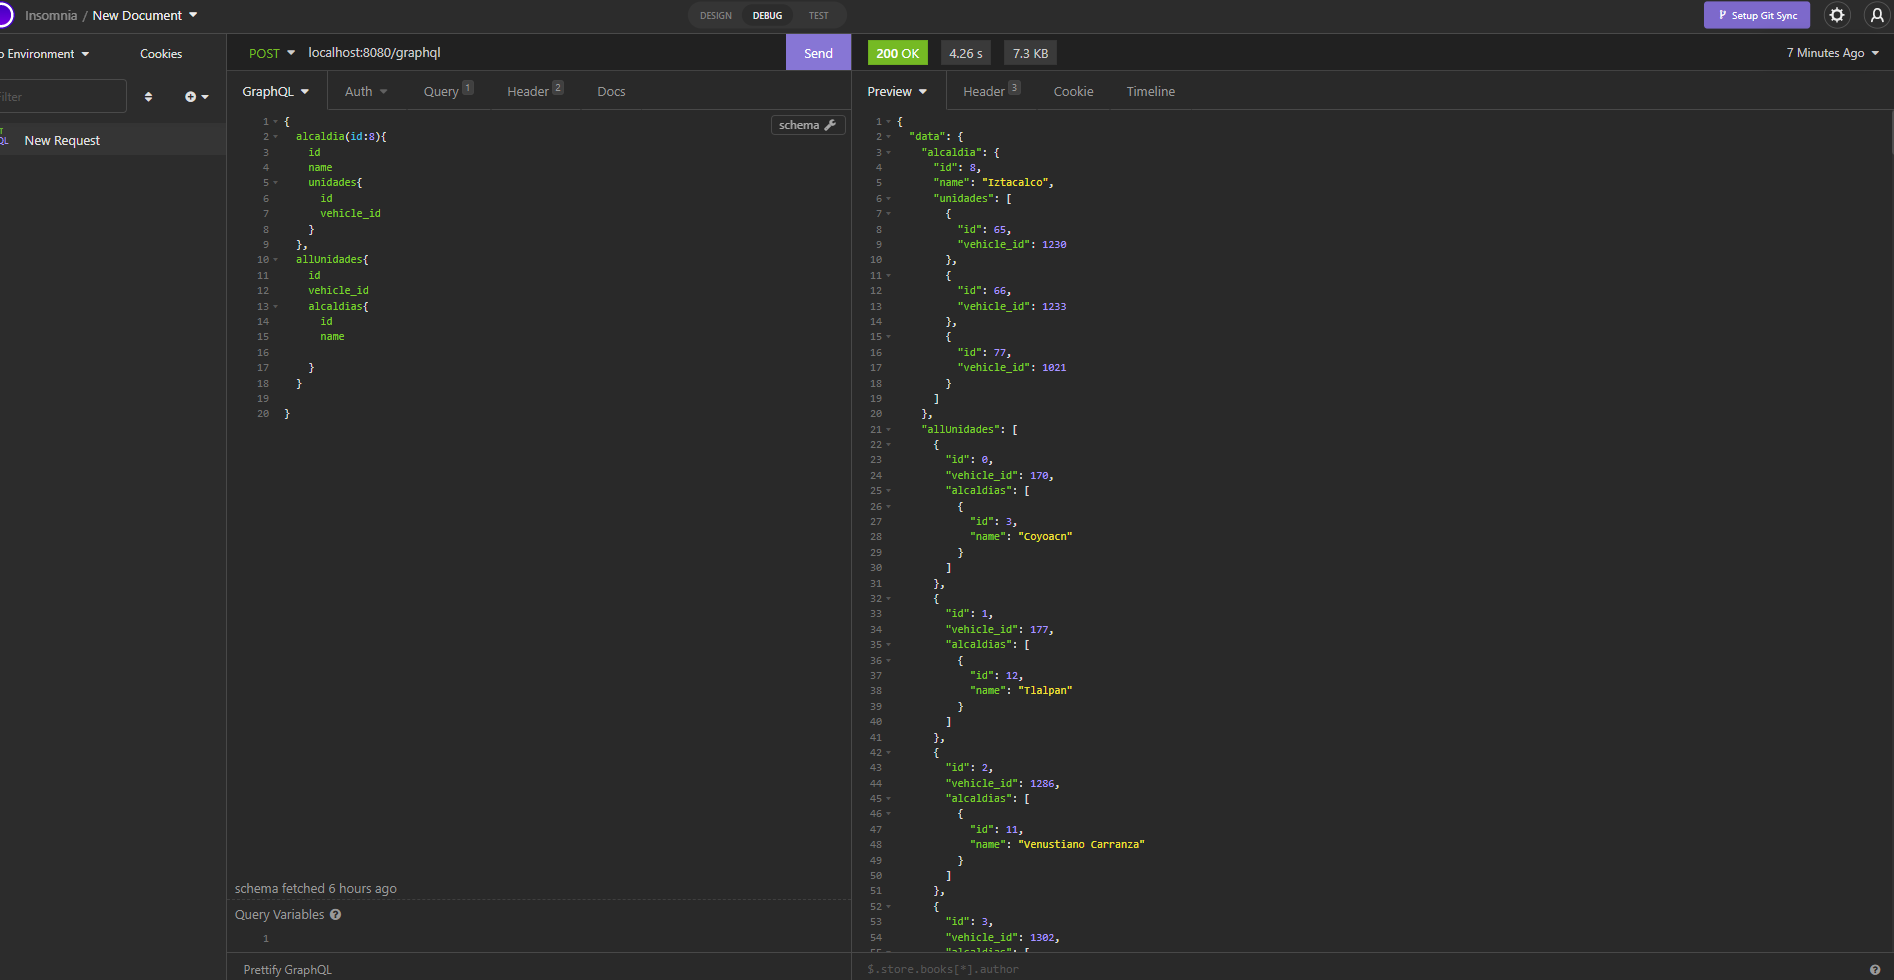 Insomnia / New Document
DESIGN DEBUG TEST
Setup Git Sync
Environment
Cookies
POST localhost:8080/graphql
Send
200 OK 4.26 s 7.3 KB
7 Minutes Ago
New Request
GraphQL Auth Query 1 Header 2 Docs
schema
1 {
2 alcaldia(id:8){
3 id
4 name
5 unidades{
6 id
7 vehicle_id
8 }
9 },
10 allUnidades{
11 id
12 vehicle_id
13 alcaldias{
14 id
15 name
16
17 }
18 }
19
20 }
schema fetched 6 hours ago
Query Variables
1
Prettify GraphQL
Preview Header 3 Cookie Timeline
1 {
2 "data": {
3 "alcaldia": {
4 "id": 8,
5 "name": "Iztacalco",
6 "unidades": [
7 {
8 "id": 65,
9 "vehicle_id": 1230
10 },
11 {
12 "id": 66,
13 "vehicle_id": 1233
14 },
15 {
16 "id": 77,
17 "vehicle_id": 1021
18 }
19 ]
20 },
21 "allUnidades": [
22 {
23 "id": 0,
24 "vehicle_id": 170,
25 "alcaldias": [
26 {
27 "id": 3,
28 "name": "Coyoacn"
29 }
30 ]
31 },
32 {
33 "id": 1,
34 "vehicle_id": 177,
35 "alcaldias": [
36 {
37 "id": 12,
38 "name": "Tlalpan"
39 }
40 ]
41 },
42 {
43 "id": 2,
44 "vehicle_id": 1286,
45 "alcaldias": [
46 {
47 "id": 11,
48 "name": "Venustiano Carranza"
49 }
50 ]
51 },
52 {
53 "id": 3,
54 "vehicle_id": 1302,
$.store.books[*].author